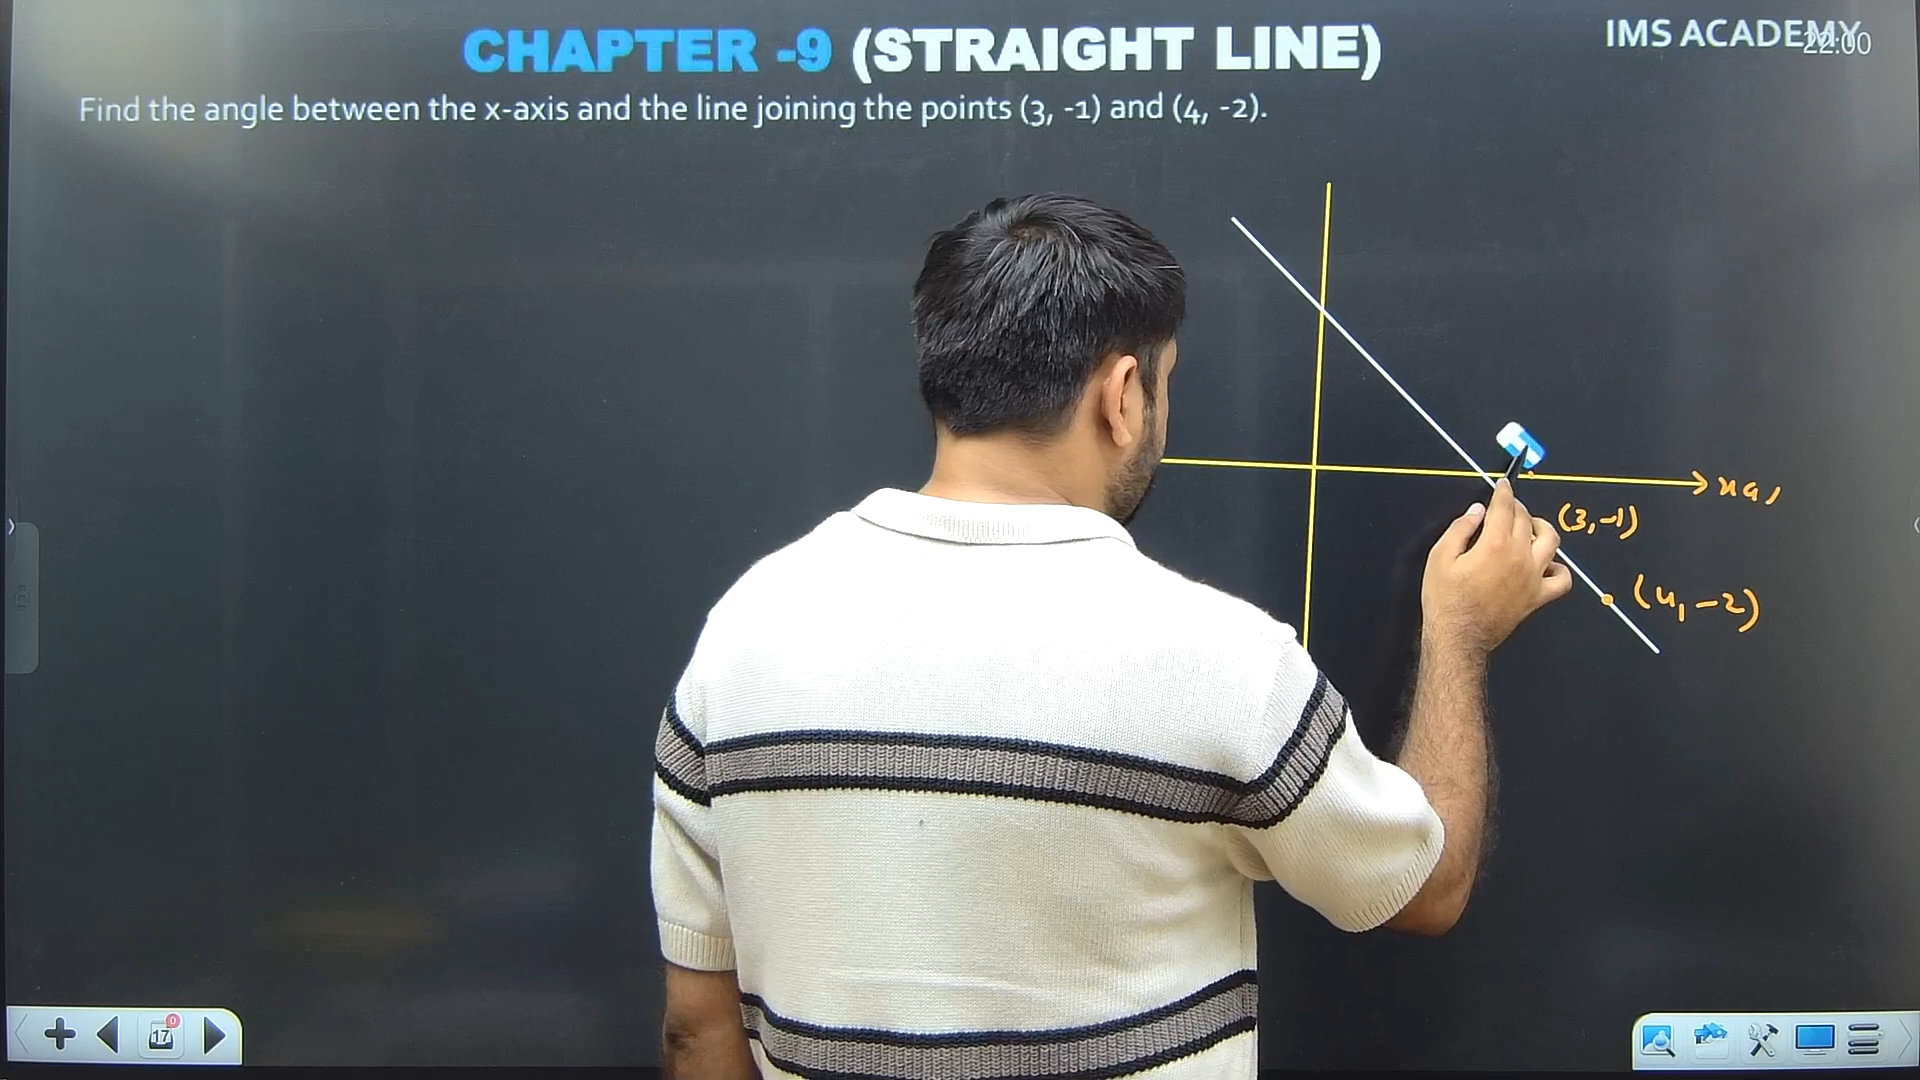 CHAPTER -9 (STRAIGHT LINE)
IMS ACADEMY
22:00
Find the angle between the x-axis and the line joining the points (3, -1) and (4, -2).
(3,-1)
(4, -2)
17
0